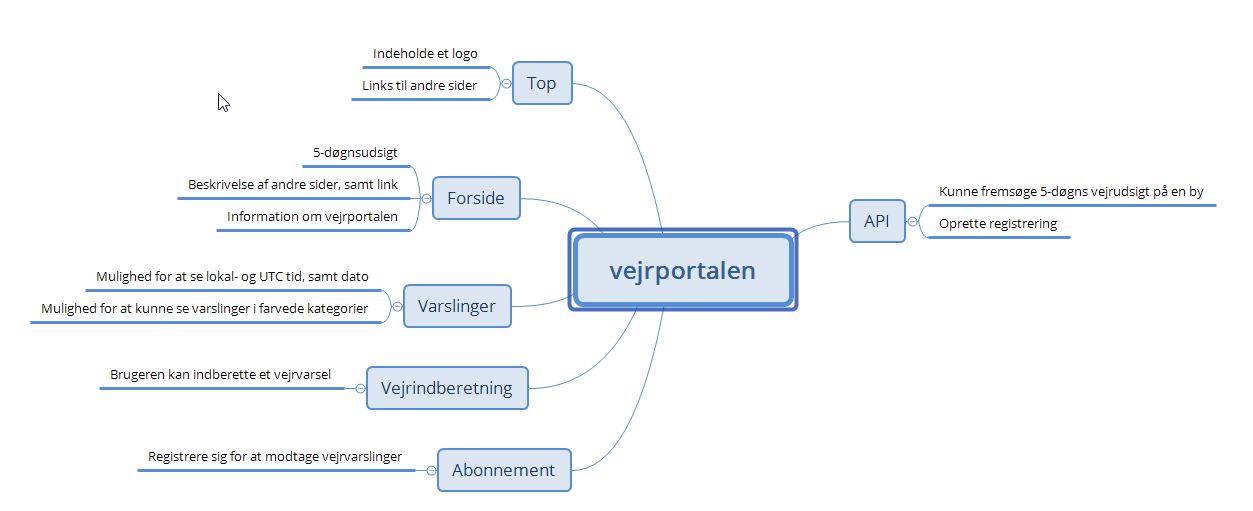 Indeholde et logo
Links til andre sider
Top
5-døgnsudsigt
Beskrivelse af andre sider, samt link
Information om vejrportalen
Forside
Mulighed for at se lokal- og UTC tid, samt dato
Mulighed for at kunne se varslinger i farvede kategorier
Varslinger
Brugeren kan indberette et vejrvarsel
Vejrindberetning
Registrere sig for at modtage vejrvarslinger
Abonnement
vejrportalen
API
Kunne fremsøge 5-døgns vejrudsigt på en by
Oprette registrering